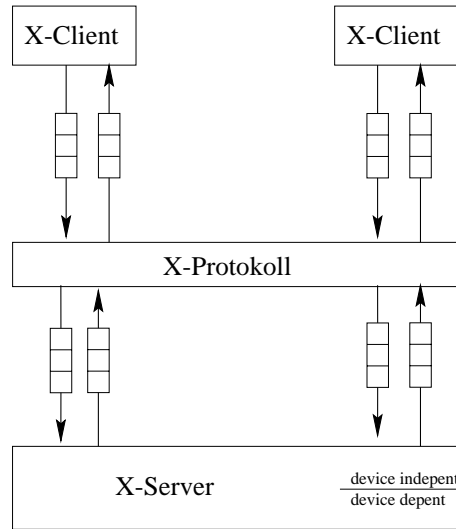 X-Client
X-Client
X-Protokoll
X-Server
device indepent
device depent